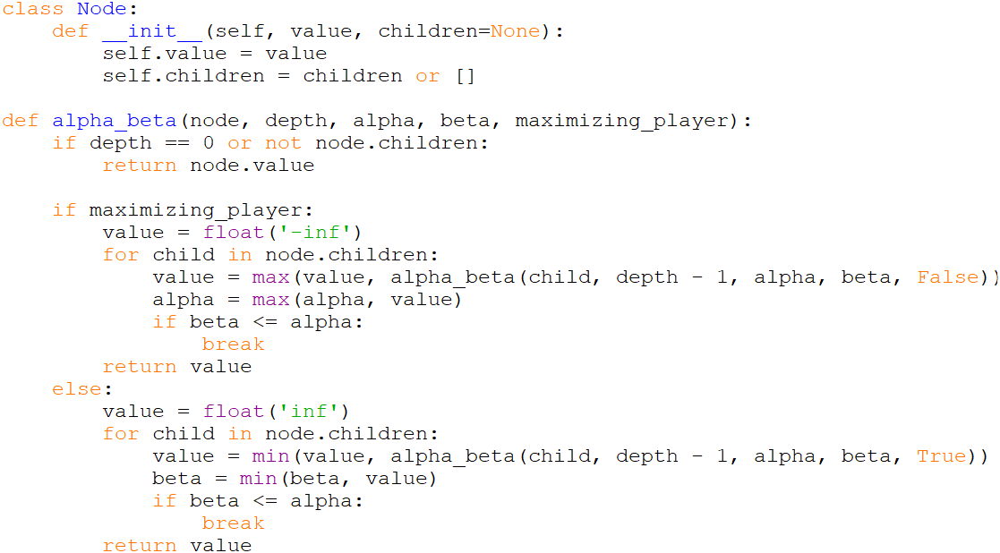 class Node:
    def __init__(self, value, children=None):
        self.value = value
        self.children = children or []

def alpha_beta(node, depth, alpha, beta, maximizing_player):
    if depth == 0 or not node.children:
        return node.value

    if maximizing_player:
        value = float('-inf')
        for child in node.children:
            value = max(value, alpha_beta(child, depth - 1, alpha, beta, False))
            alpha = max(alpha, value)
            if beta <= alpha:
                break
        return value
    else:
        value = float('inf')
        for child in node.children:
            value = min(value, alpha_beta(child, depth - 1, alpha, beta, True))
            beta = min(beta, value)
            if beta <= alpha:
                break
        return value